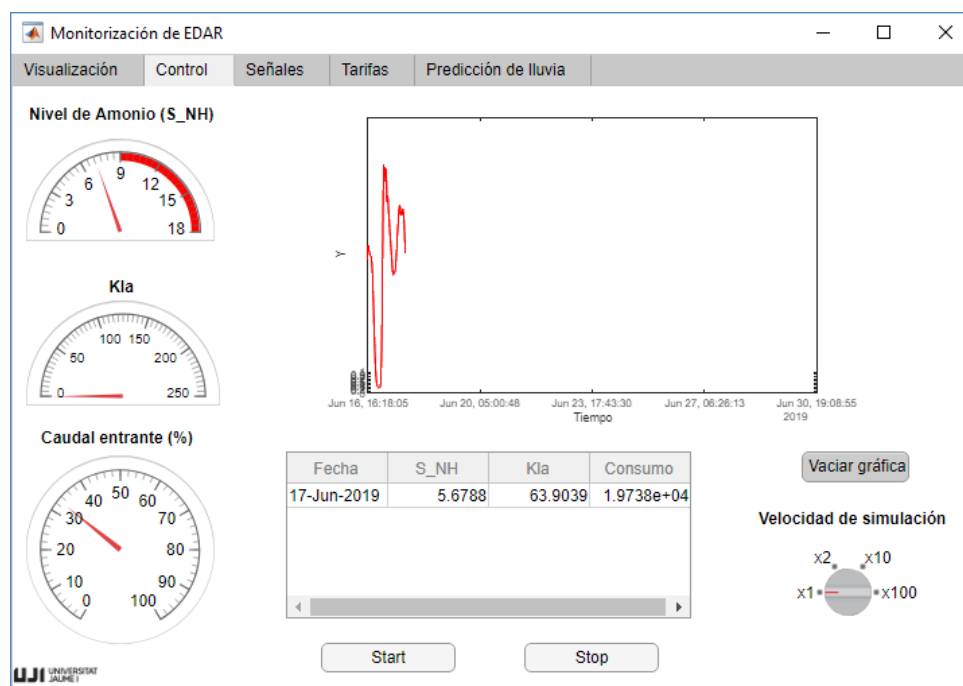 Monitorización de EDAR
Visualización Control Señales Tarifas Predicción de lluvia
Nivel de Amonio (S_NH)
0 3 6 9 12 15 18
Kla
0 50 100 150 200 250
Caudal entrante (%)
0 10 20 30 40 50 60 70 80 90 100
Y
Jun 16, 16:18:05 Jun 20, 05:00:48 Jun 23, 17:43:30 Jun 27, 06:26:13 Jun 30, 19:08:55
Tiempo 2019
Fecha S_NH Kla Consumo
17-Jun-2019 5.6788 63.9039 1.9738e+04
Vaciar gráfica
Velocidad de simulación
x1 x2 x10 x100
Start Stop
UJI UNIVERSITAT
JAUME I